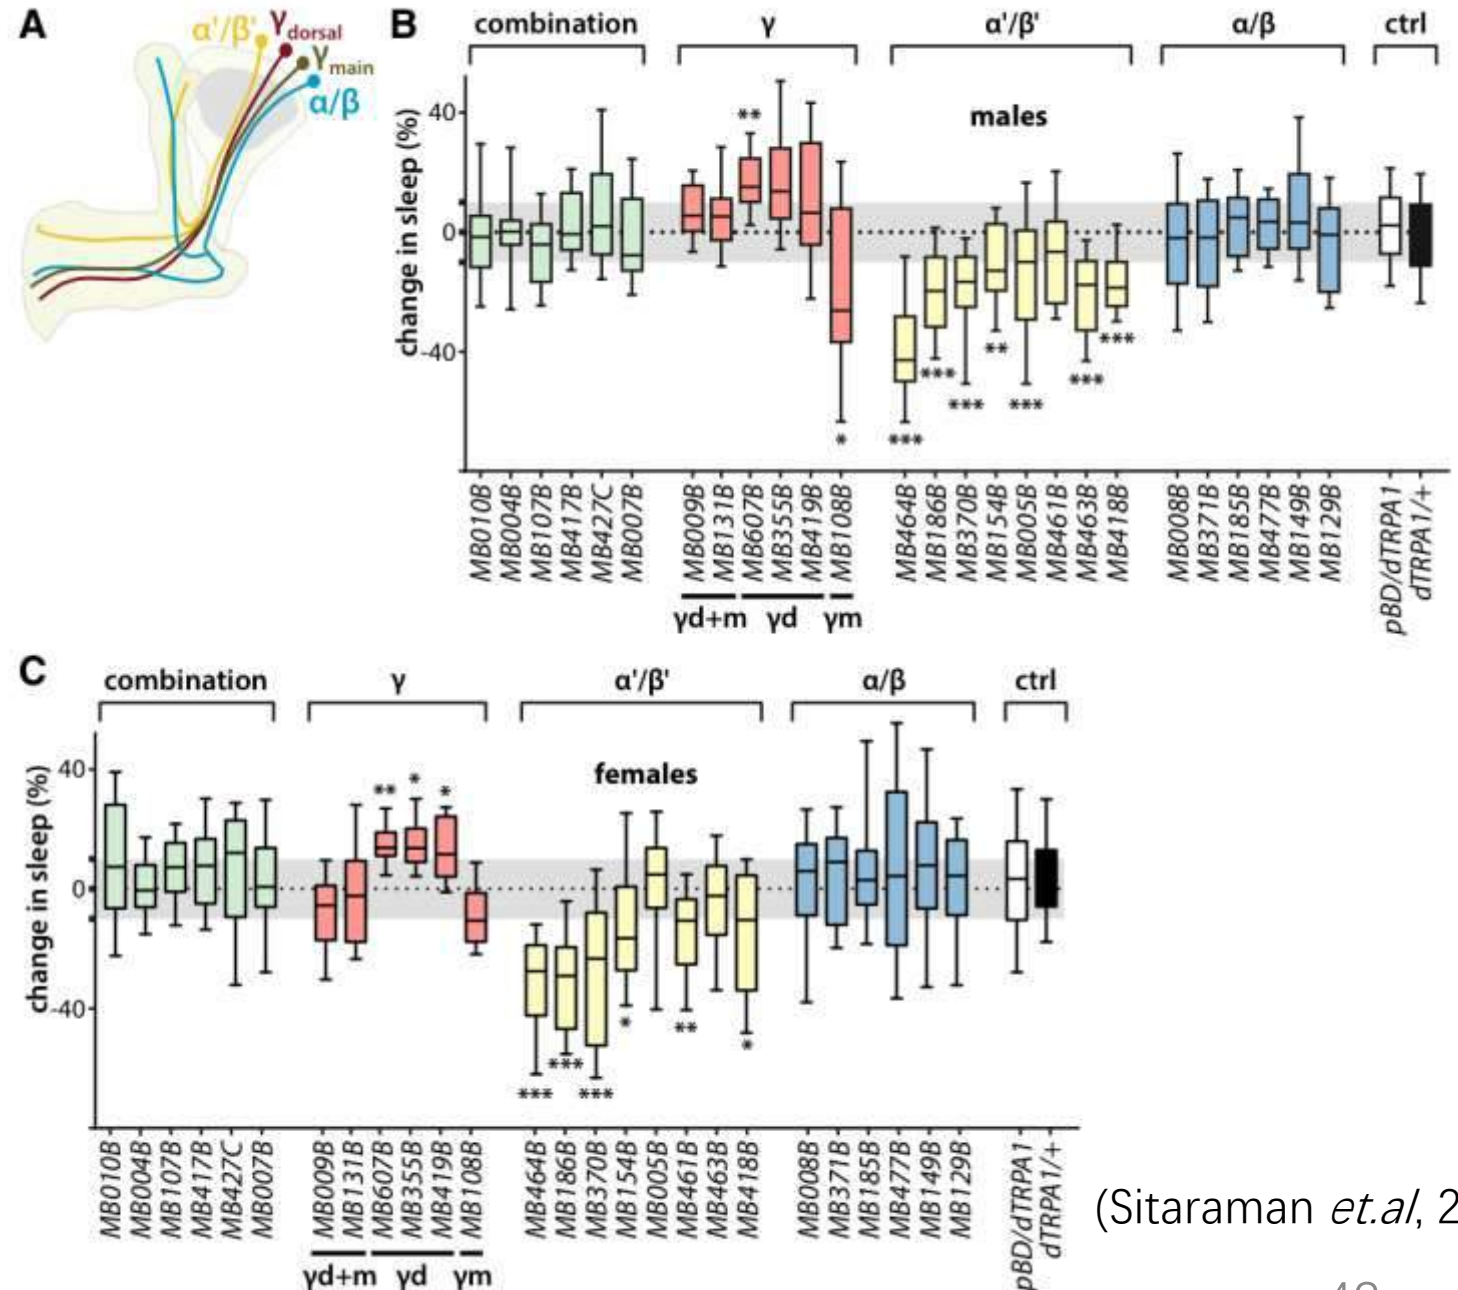 A
α'/β'
γdorsal
γmain
α/β
B
combination
γ
α'/β'
α/β
ctrl
change in sleep (%)
40
0
-40
males
**
*
***
***
***
**
***
***
***
MB010B
MB004B
MB107B
MB417B
MB427C
MB007B
MB009B
MB131B
MB607B
MB355B
MB419B
MB108B
MB464B
MB186B
MB370B
MB154B
MB005B
MB461B
MB463B
MB418B
MB008B
MB371B
MB185B
MB477B
MB149B
MB129B
pBD/dTRPA1
dTRPA1/+
γd+m
γd
γm
C
combination
γ
α'/β'
α/β
ctrl
change in sleep (%)
40
0
-40
females
**
*
*
***
***
***
*
**
*
MB010B
MB004B
MB107B
MB417B
MB427C
MB007B
MB009B
MB131B
MB607B
MB355B
MB419B
MB108B
MB464B
MB186B
MB370B
MB154B
MB005B
MB461B
MB463B
MB418B
MB008B
MB371B
MB185B
MB477B
MB149B
MB129B
pBD/dTRPA1
dTRPA1/+
γd+m
γd
γm
(Sitaraman et.al, 2